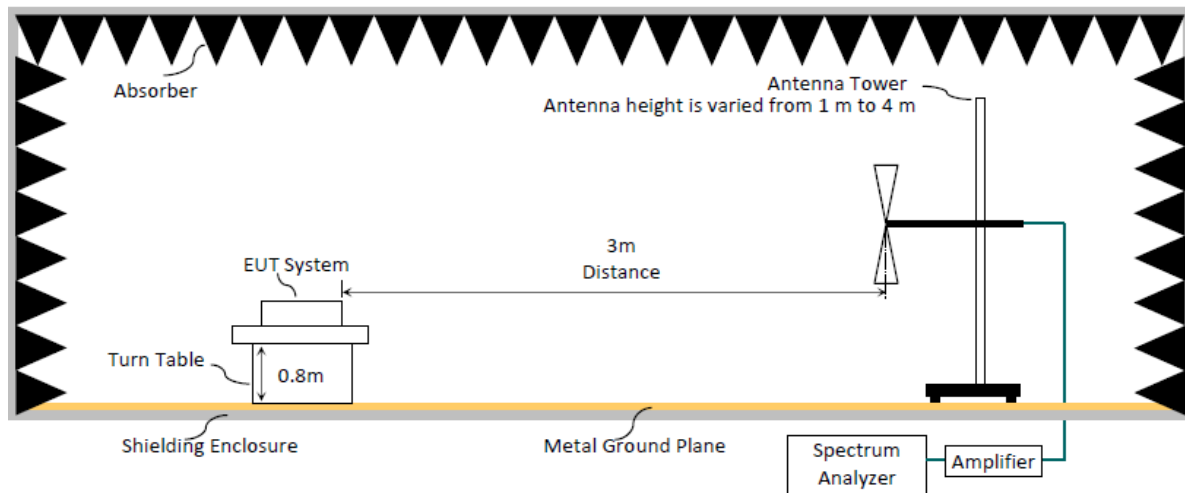 Absorber
Antenna Tower
Antenna height is varied from 1 m to 4 m
3m
Distance
EUT System
Turn Table
0.8m
Shielding Enclosure
Metal Ground Plane
Spectrum
Analyzer
Amplifier